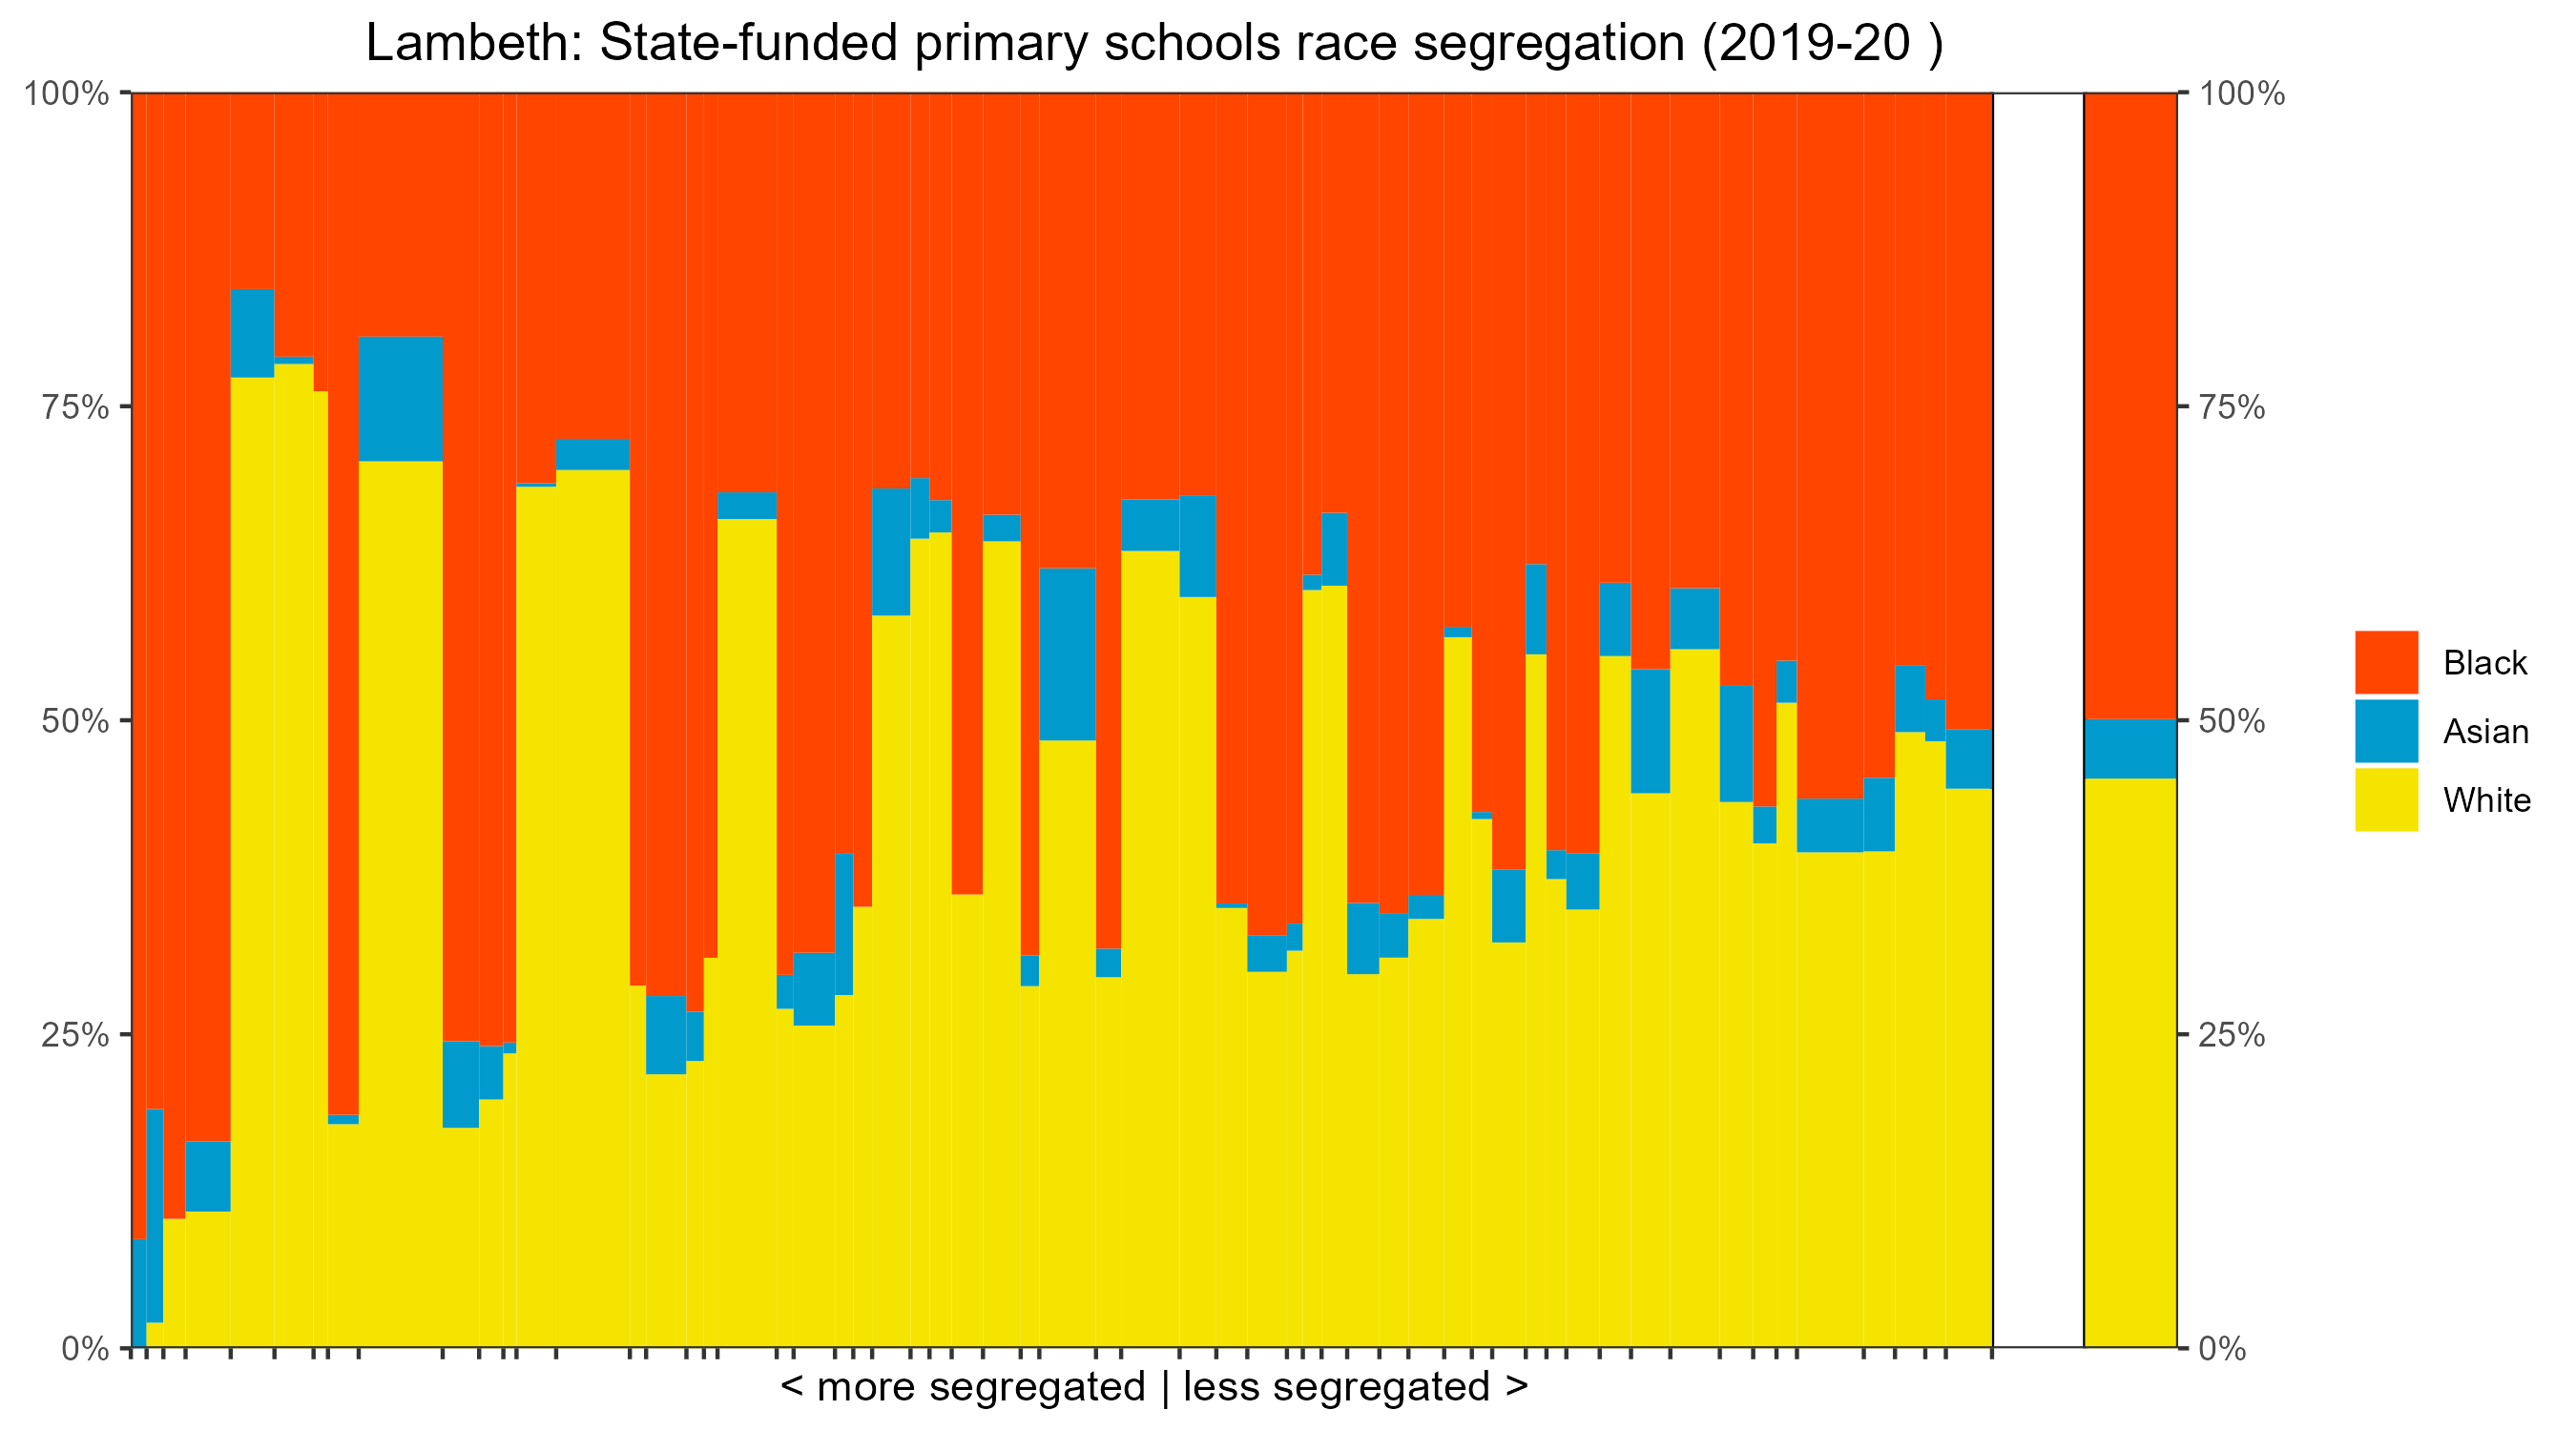 Lambeth: State-funded primary schools race segregation (2019-20 )
100%
75%
50%
25%
0%
100%
75%
50%
25%
0%
Black
Asian
White
< more segregated | less segregated >